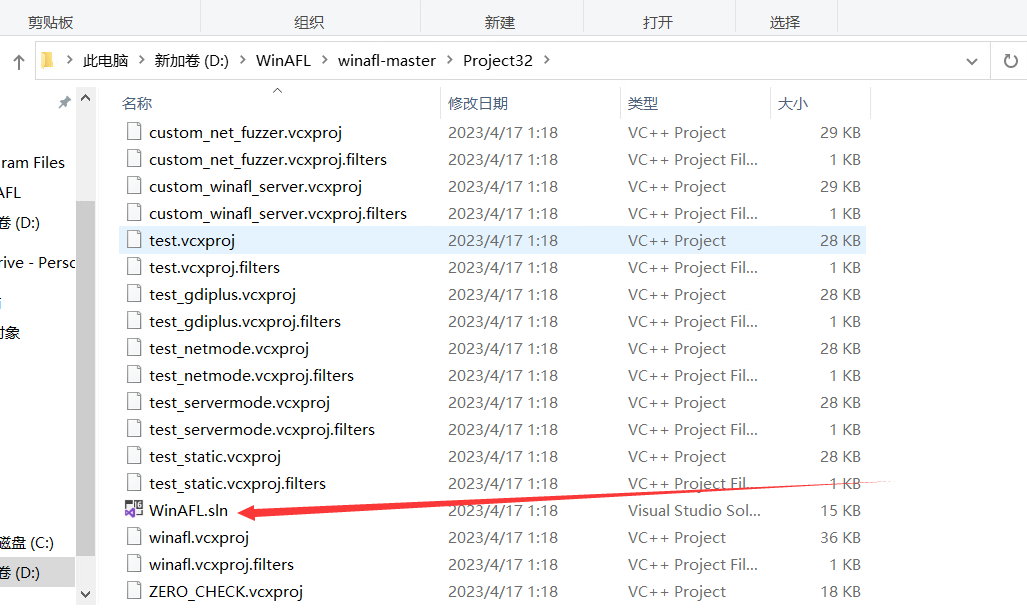 剪贴板 组织 新建 打开 选择
此电脑 新加卷 (D:) WinAFL winafl-master Project32
名称 修改日期 类型 大小
custom_net_fuzzer.vcxproj 2023/4/17 1:18 VC++ Project 29 KB
ram Files custom_net_fuzzer.vcxproj.filters 2023/4/17 1:18 VC++ Project Fil... 1 KB
AFL custom_winafl_server.vcxproj 2023/4/17 1:18 VC++ Project 29 KB
卷 (D:) custom_winafl_server.vcxproj.filters 2023/4/17 1:18 VC++ Project Fil... 1 KB
test.vcxproj 2023/4/17 1:18 VC++ Project 28 KB
rive - Persc test.vcxproj.filters 2023/4/17 1:18 VC++ Project Fil... 1 KB
test_gdiplus.vcxproj 2023/4/17 1:18 VC++ Project 28 KB
对象 test_gdiplus.vcxproj.filters 2023/4/17 1:18 VC++ Project Fil... 1 KB
test_netmode.vcxproj 2023/4/17 1:18 VC++ Project 28 KB
test_netmode.vcxproj.filters 2023/4/17 1:18 VC++ Project Fil... 1 KB
test_servermode.vcxproj 2023/4/17 1:18 VC++ Project 28 KB
test_servermode.vcxproj.filters 2023/4/17 1:18 VC++ Project Fil... 1 KB
test_static.vcxproj 2023/4/17 1:18 VC++ Project 28 KB
test_static.vcxproj.filters 2023/4/17 1:18 VC++ Project Fil... 1 KB
WinAFL.sln 2023/4/17 1:18 Visual Studio Sol... 15 KB
磁盘 (C:) winafl.vcxproj 2023/4/17 1:18 VC++ Project 36 KB
卷 (D:) winafl.vcxproj.filters 2023/4/17 1:18 VC++ Project Fil... 1 KB
ZERO_CHECK.vcxproj 2023/4/17 1:18 VC++ Project 18 KB